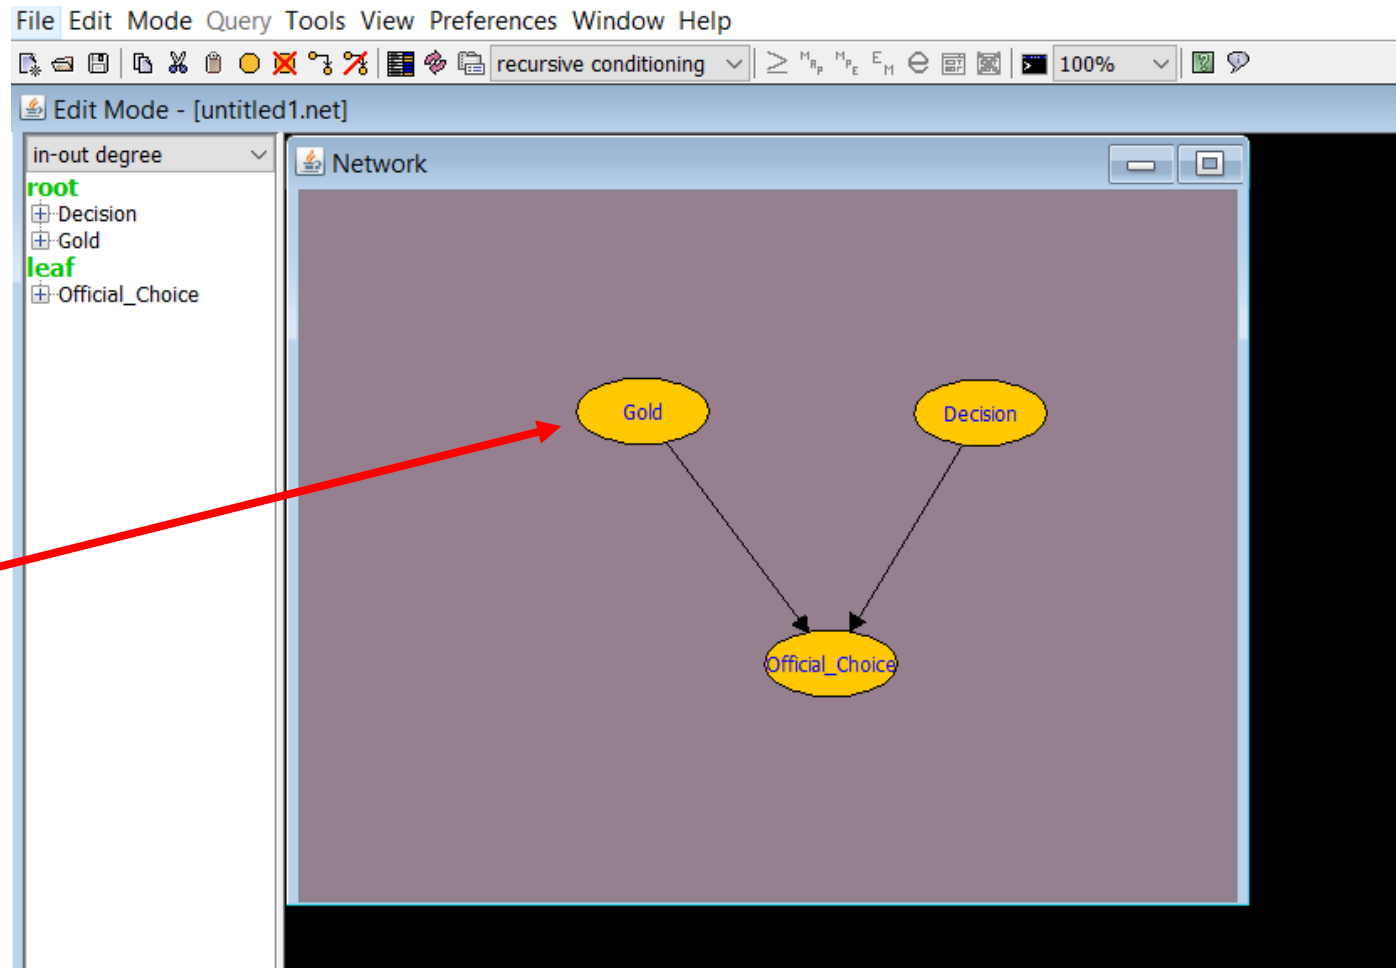 File Edit Mode Query Tools View Preferences Window Help
recursive conditioning 100%
Edit Mode - [untitled1.net]
in-out degree
Network
root
Decision
Gold
leaf
Official_Choice
Gold
Decision
Official_Choice